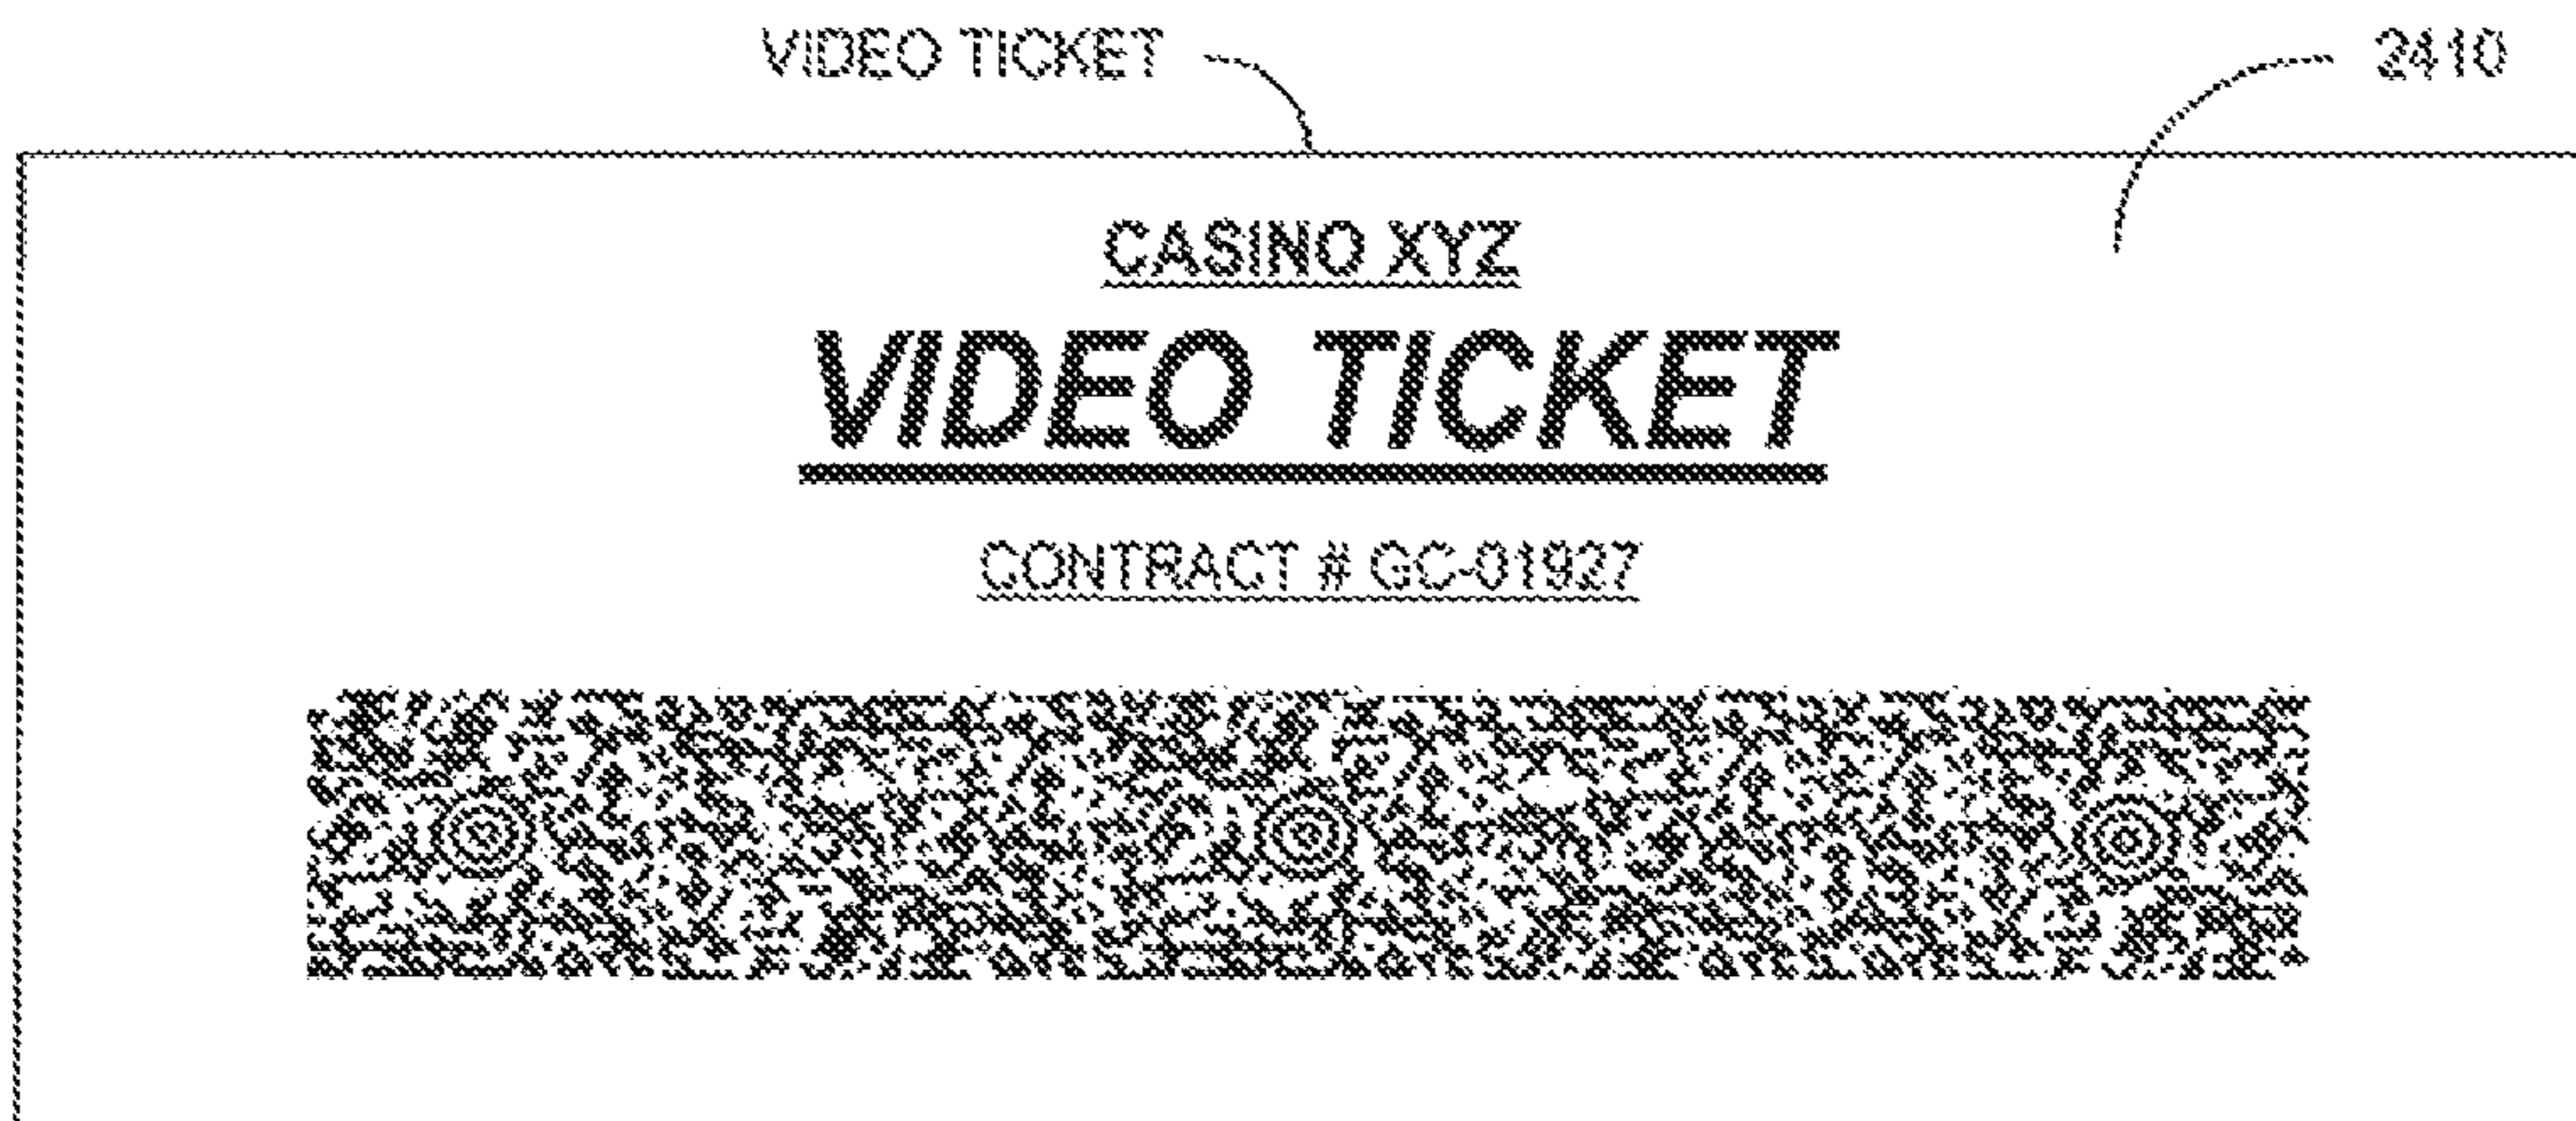 VIDEO TICKET 2410
CASINO XYZ
VIDEO TICKET
CONTRACT # GC-01927